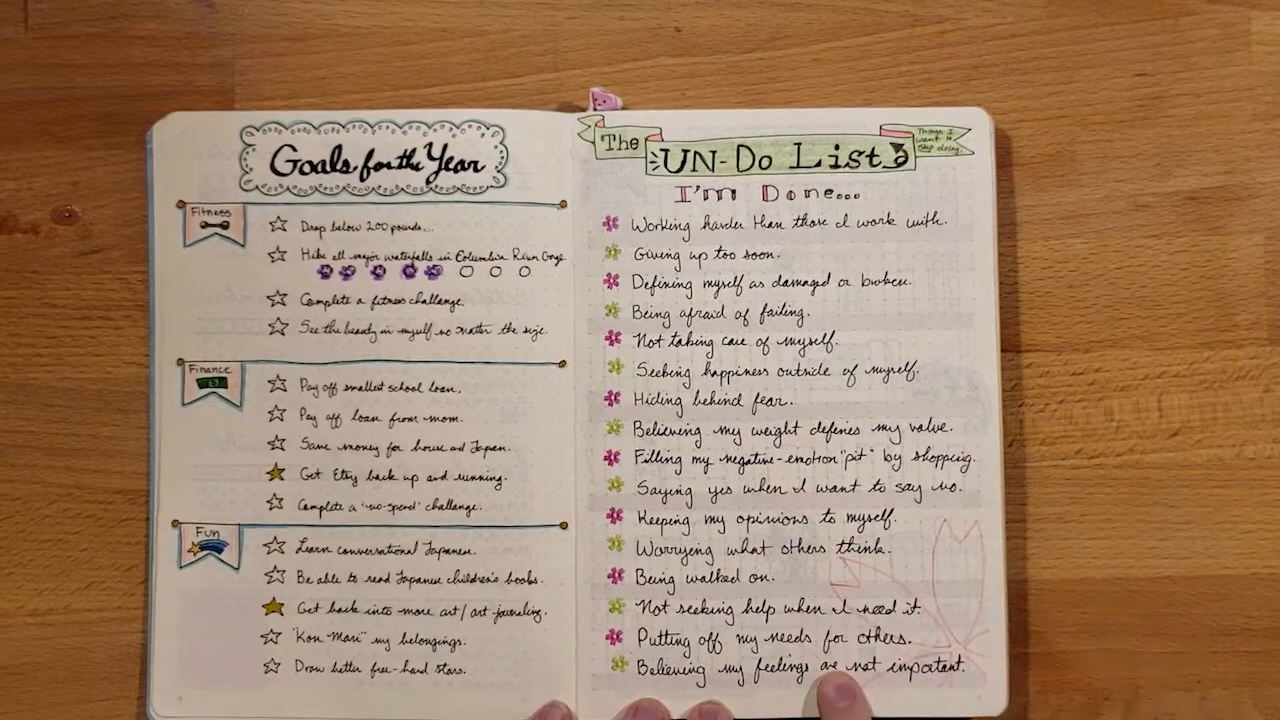 Goals for the Year
Fitness
Drop below 200 pounds...
Hike all major waterfalls in Columbia River Gorge
Complete a fitness challenge.
See the beauty in myself no matter the size.
Finance
Pay off smallest school loan.
Pay off loan from mom.
Save money for house and Japan.
Get Etsy back up and running.
Complete a "no-spend" challenge.
Fun
Learn conversational Japanese.
Be able to read Japanese children's books.
Get back into more art/art journaling.
"Kon-Mari" my belongings.
Draw better free-hand stars.
The UN-Do List
Things I
want to
stop doing.
I'm Done...
Working harder than those I work with.
Giving up too soon.
Defining myself as damaged or broken.
Being afraid of failing.
Not taking care of myself.
Seeking happiness outside of myself.
Hiding behind fear.
Believing my weight defines my value.
Filling my negative-emotion "pit" by shopping.
Saying yes when I want to say no.
Keeping my opinions to myself.
Worrying what others think.
Being walked on.
Not seeking help when I need it.
Putting off my needs for others.
Believing my feelings are not important.